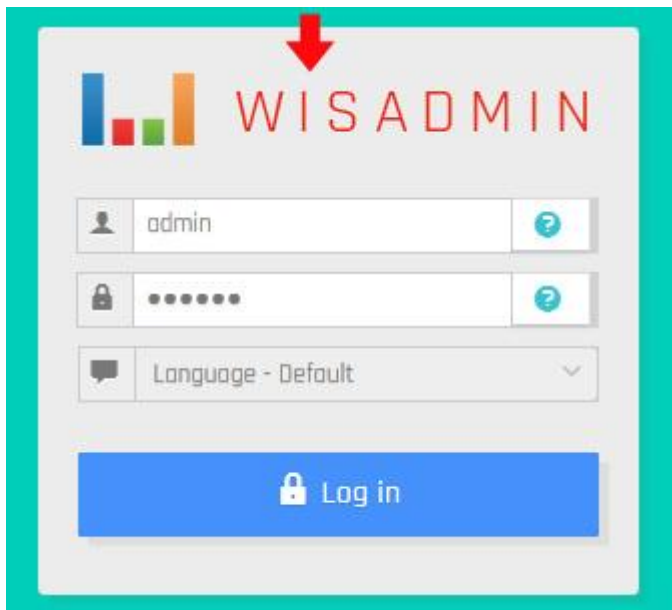 WISADMIN
admin
••••••
Language - Default
Log in